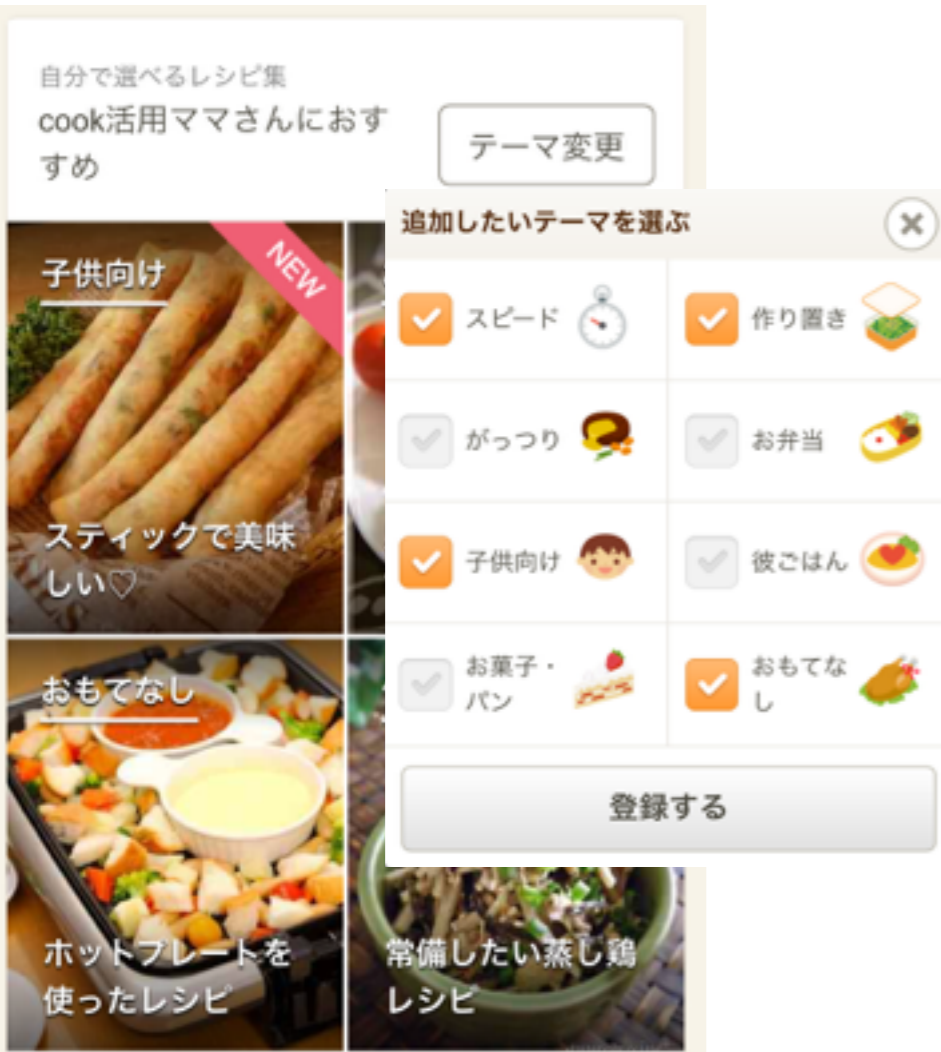 自分で選べるレシピ集
cook活用ママさんにおす
すめ
テーマ変更
子供向け
NEW
スティックで美味
しい♡
おもてなし
ホットプレートを
使ったレシピ
常備したい蒸し鶏
レシピ
追加したいテーマを選ぶ
スピード
作り置き
がっつり
お弁当
子供向け
彼ごはん
お菓子・
パン
おもてな
し
登録する